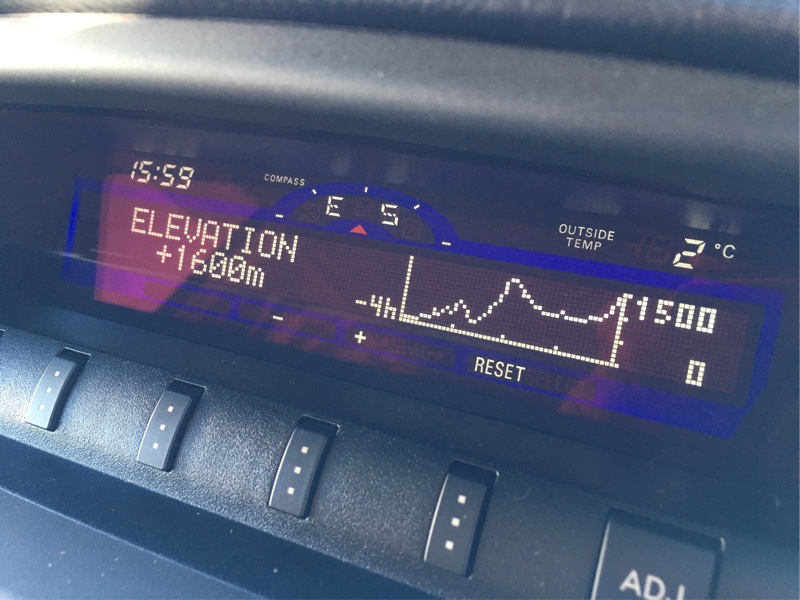 15:59
COMPASS
E S
OUTSIDE
TEMP
2 °C
ELEVATION
+1600m
-4h
1500
0
- + RESET
ADJ